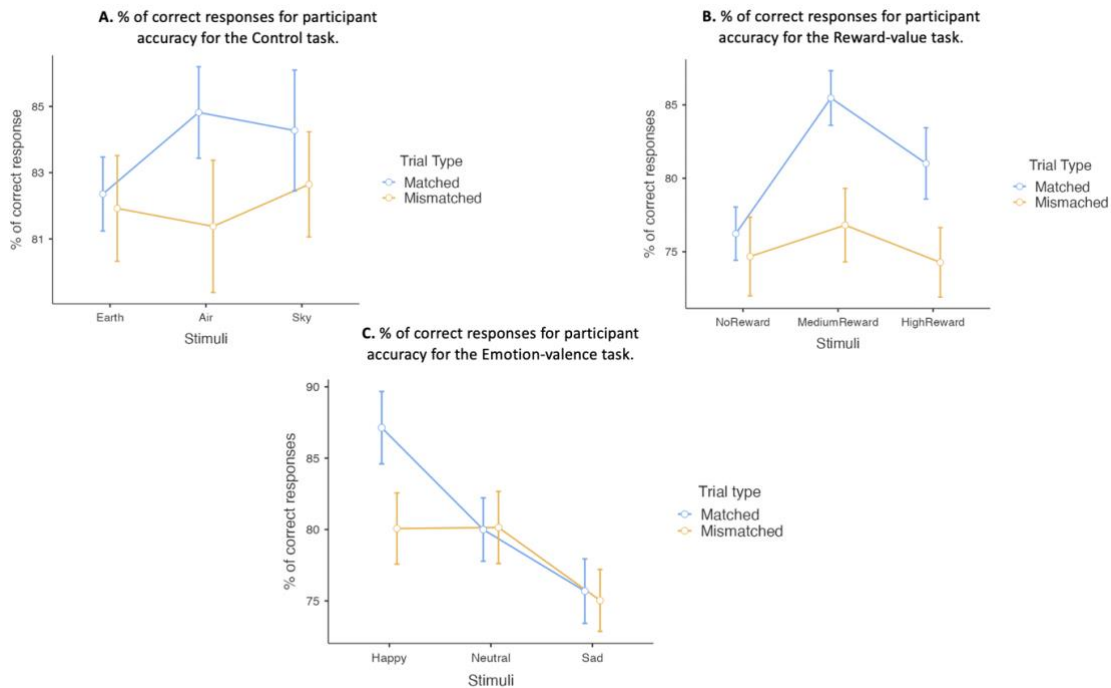 A. % of correct responses for participant
accuracy for the Control task.
% of correct response
85
83
81
Earth
Air
Sky
Stimuli
Trial Type
Matched
Mismatched
B. % of correct responses for participant
accuracy for the Reward-value task.
% of correct responses
85
80
75
NoReward
MediumReward
HighReward
Stimuli
Trial Type
Matched
Mismached
C. % of correct responses for participant
accuracy for the Emotion-valence task.
% of correct responses
90
85
80
75
Happy
Neutral
Sad
Stimuli
Trial type
Matched
Mismatched